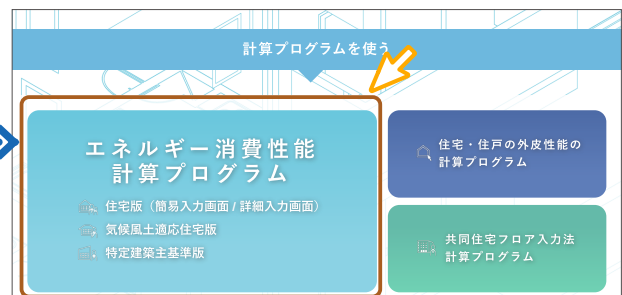 計算プログラムを使う
エネルギー消費性能
計算プログラム
住宅版（簡易入力画面 / 詳細入力画面）
気候風土適応住宅版
特定建築主基準版
住宅・住戸の外皮性能の
計算プログラム
共同住宅フロア入力法
計算プログラム